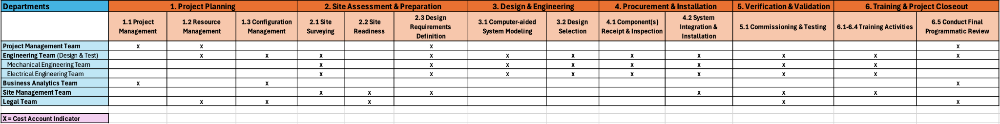 Departments 1. Project Planning 2. Site Assessment & Preparation 3. Design & Engineering 4. Procurement & Installation 5. Verification & Validation 6. Training & Project Closeout
1.1 Project Management 1.2 Resource Management 1.3 Configuration Management 2.1 Site Surveying 2.2 Site Readiness 2.3 Design Requirements Definition 3.1 Computer-aided System Modeling 3.2 Design Selection 4.1 Component(s) Receipt & Inspection 4.2 System Integration & Installation 5.1 Commissioning & Testing 6.1-6.4 Training Activities 6.5 Conduct Final Programmatic Review
Project Management Team x x x x
Engineering Team (Design & Test) x x x x x x x x x x x
Mechanical Engineering Team x x x x x x x x
Electrical Engineering Team x x x x x x x x
Business Analytics Team x x x
Site Management Team x x x x x x
Legal Team x x x x x
X = Cost Account Indicator